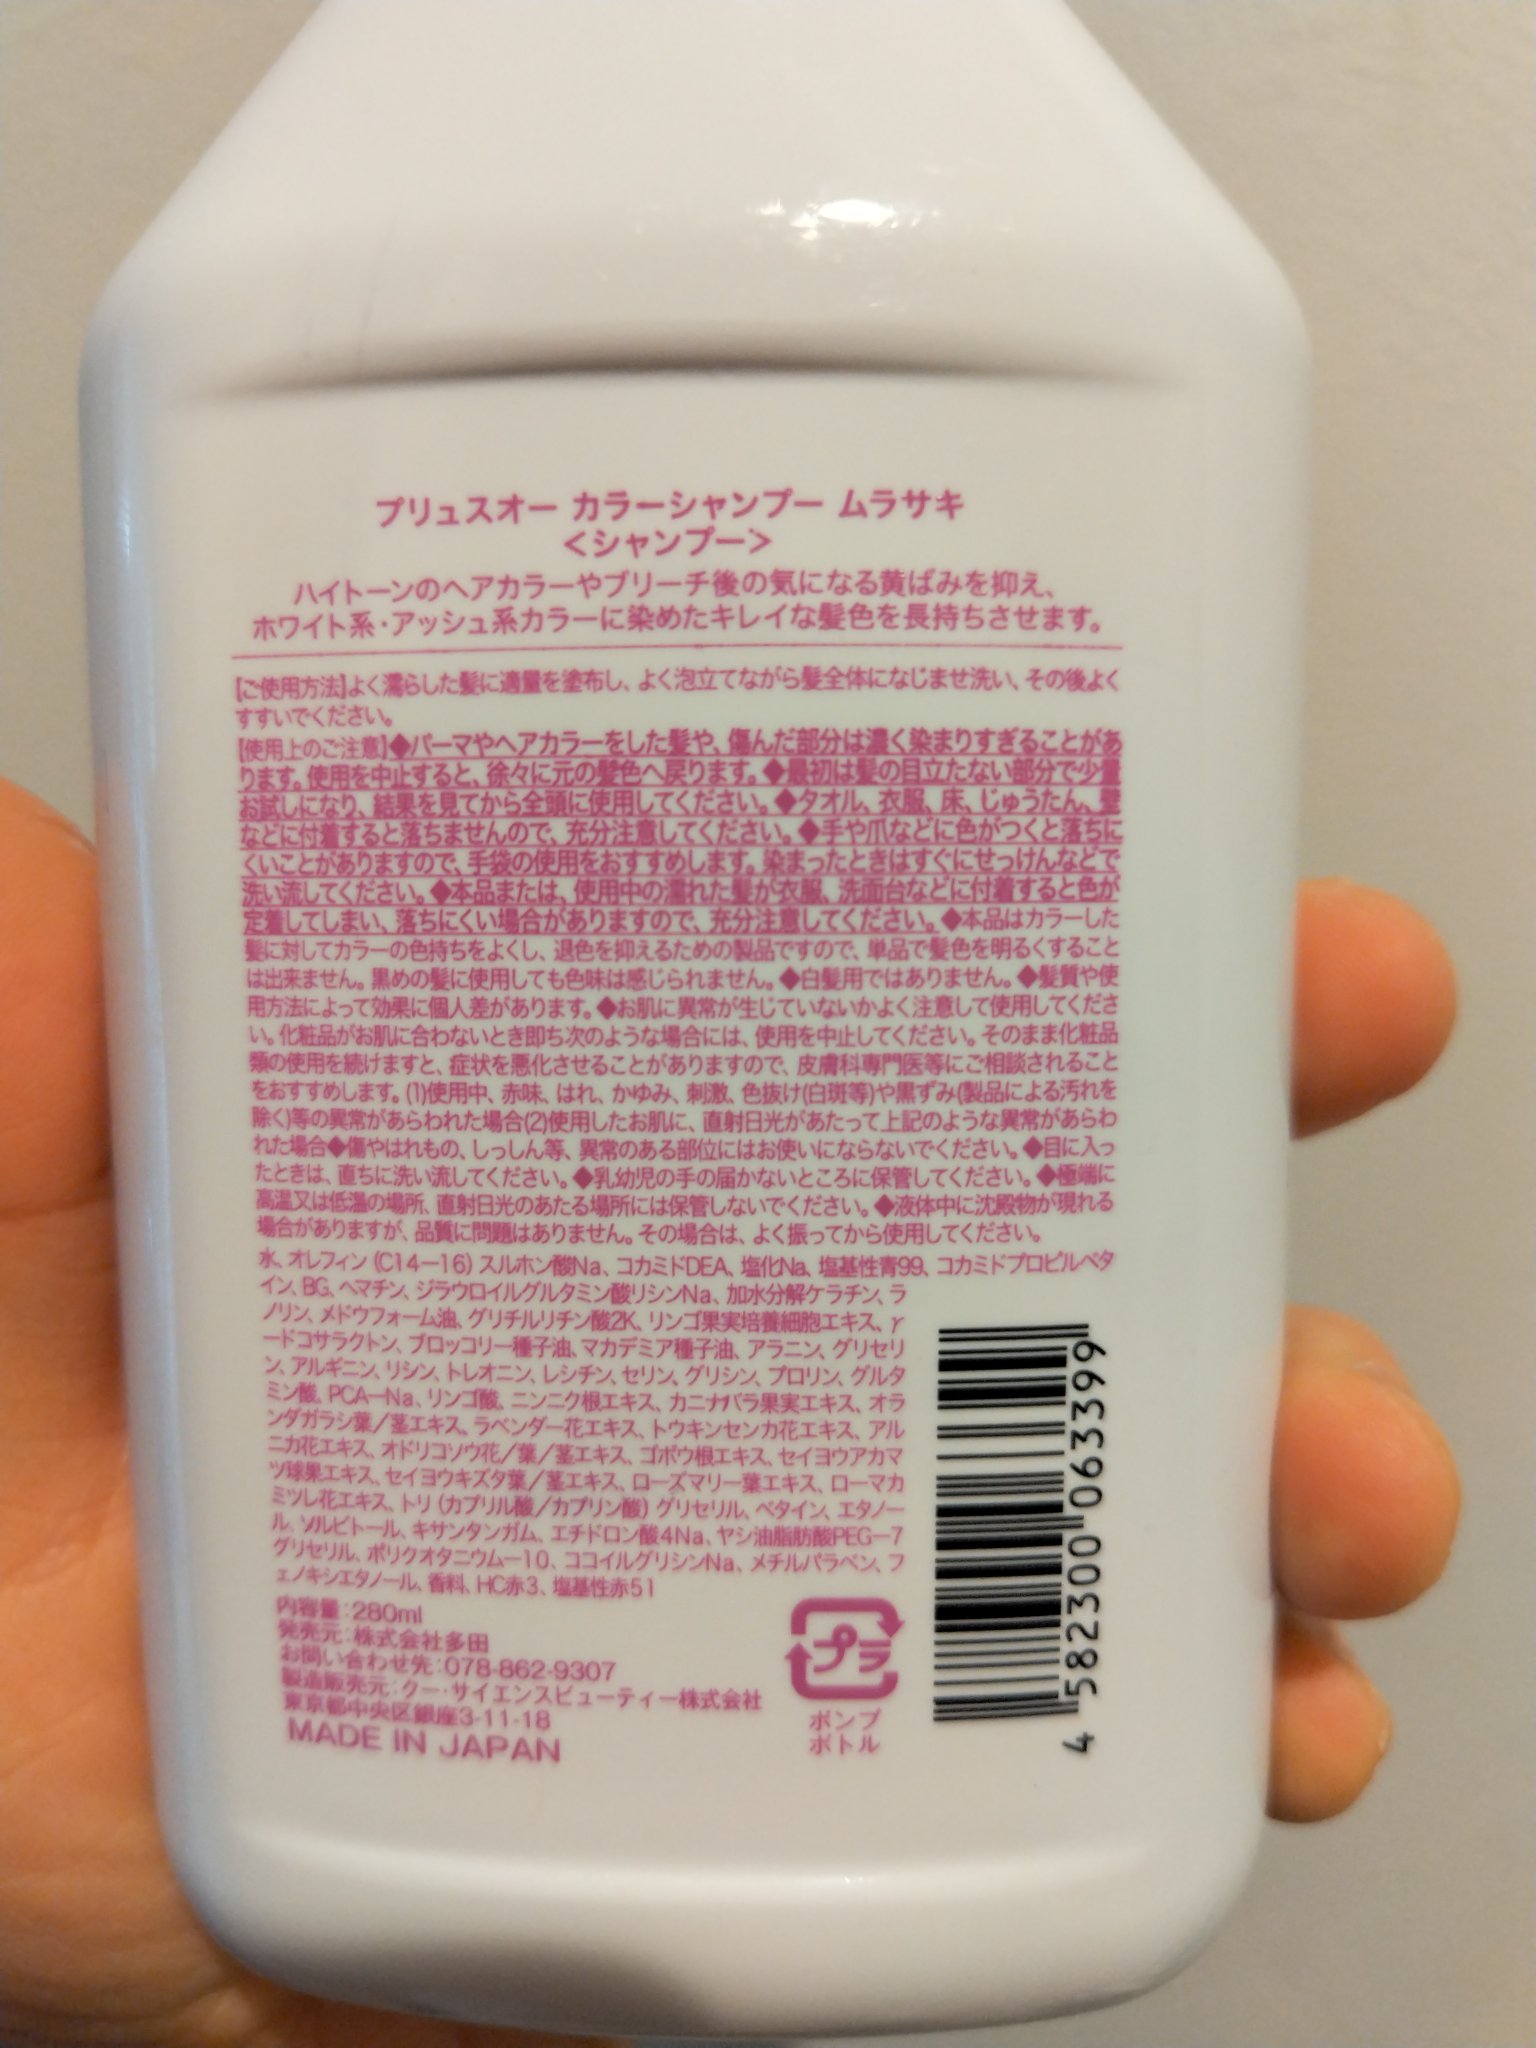 プリュスオー カラーシャンプー ムラサキ
<シャンプー>
ハイトーンのヘアカラーやブリーチ後の気になる黄ばみを抑え、
ホワイト系・アッシュ系カラーに染めたキレイな髪色を長持ちさせます。
【ご使用方法】よく濡らした髪に適量を塗布し、よく泡立てながら髪全体になじませ洗い、その後よく
すすいでください。
【使用上のご注意】◆パーマやヘアカラーをした髪や、傷んだ部分は濃く染まりすぎることがあ
ります。使用を中止すると、徐々に元の髪色へ戻ります。◆最初は髪の目立たない部分で少量
お試しになり、結果を見てから全頭に使用してください。◆タオル、衣服、床、じゅうたん、壁
などに付着すると落ちませんので、充分注意してください。◆手や爪などに色がつくと落ちに
くいことがありますので、手袋の使用をおすすめします。染まったときはすぐにせっけんなどで
洗い流してください。◆本品または、使用中の濡れた髪が衣服、洗面台などに付着すると色が
定着してしまい、落ちにくい場合がありますので、充分注意してください。◆本品はカラーした
髪に対してカラーの色持ちをよくし、退色を抑えるための製品ですので、単品で髪色を明るくすること
は出来ません。黒めの髪に使用しても色味は感じられません。◆白髪用ではありません。◆髪質や使
用方法によって効果に個人差があります。◆お肌に異常が生じていないかよく注意して使用してくださ
い。化粧品がお肌に合わないとき即ち次のような場合には、使用を中止してください。そのまま化粧品
類の使用を続けますと、症状を悪化させることがありますので、皮膚科専門医等にご相談されること
をおすすめします。(1)使用中、赤味、はれ、かゆみ、刺激、色抜け(白斑等)や黒ずみ(製品による汚れを
除く)等の異常があらわれた場合(2)使用したお肌に、直射日光があたって上記のような異常があらわ
れた場合◆傷やはれもの、しっしん等、異常のある部位にはお使いにならないでください。◆目に入っ
たときは、直ちに洗い流してください。◆乳幼児の手の届かないところに保管してください。◆極端に
高温又は低温の場所、直射日光のあたる場所には保管しないでください。◆液体中に沈殿物が現れる
場合がありますが、品質に問題はありません。その場合は、よく振ってから使用してください。
水、オレフィン(C14ー16)スルホン酸Na、コカミドDEA、塩化Na、塩基性青99、コカミドプロピルベタ
イン、BG、ヘマチン、ジラウロイルグルタミン酸リシンNa、加水分解ケラチン、ラ
ノリン、メドウフォーム油、グリチルリチン酸2K、リンゴ果実培養細胞エキス、γ
ードコサラクトン、ブロッコリー種子油、マカデミア種子油、アラニン、グリセリ
ン、アルギニン、リシン、トレオニン、レシチン、セリン、グリシン、プロリン、グルタ
ミン酸、PCAーNa、リンゴ酸、ニンニク根エキス、カニナバラ果実エキス、オラ
ンダガラシ葉/茎エキス、ラベンダー花エキス、トウキンセンカ花エキス、アル
ニカ花エキス、オドリコソウ花/葉/茎エキス、ゴボウ根エキス、セイヨウアカマ
ツ球果エキス、セイヨウキズタ葉/茎エキス、ローズマリー葉エキス、ローマカ
ミツレ花エキス、トリ(カプリル酸/カプリン酸)グリセリル、ベタイン、エタノー
ル、ソルビトール、キサンタンガム、エチドロン酸4Na、ヤシ油脂肪酸PEGー7
グリセリル、ポリクオタニウムー10、ココイルグリシンNa、メチルパラベン、フ
ェノキシエタノール、香料、HC赤3、塩基性赤51
内容量:280ml
発売元:株式会社多田
お問い合わせ先:078-862-9307
製造販売元:クー・サイエンスビューティー株式会社
東京都中央区銀座3-11-18
MADE IN JAPAN
プラ
ポンプ
ボトル
4 582300 063399